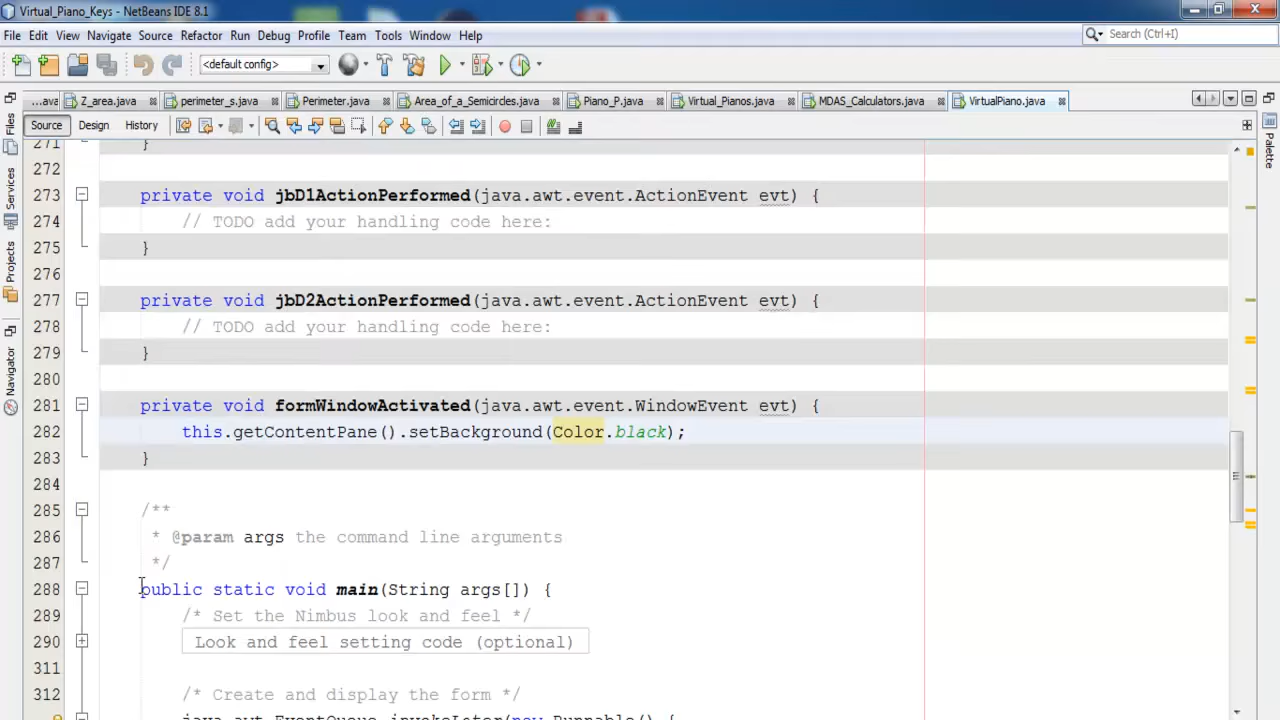 Virtual_Piano_Keys - NetBeans IDE 8.1
File Edit View Navigate Source Refactor Run Debug Profile Team Tools Window Help
Search (Ctrl+I)
<default config>
...ava Z_area.java perimeter_s.java Perimeter.java Area_of_a_Semicircles.java Piano_P.java Virtual_Pianos.java MDAS_Calculators.java VirtualPiano.java
Source Design History
Files
Services
Projects
Navigator
Palette
271 }
272
273 private void jbD1ActionPerformed(java.awt.event.ActionEvent evt) {
274 // TODO add your handling code here:
275 }
276
277 private void jbD2ActionPerformed(java.awt.event.ActionEvent evt) {
278 // TODO add your handling code here:
279 }
280
281 private void formWindowActivated(java.awt.event.WindowEvent evt) {
282 this.getContentPane().setBackground(Color.black);
283 }
284
285 /**
286 * @param args the command line arguments
287 */
288 public static void main(String args[]) {
289 /* Set the Nimbus look and feel */
290 Look and feel setting code (optional)
311
312 /* Create and display the form */
java.awt.EventQueue.invokeLater(new Runnable() {